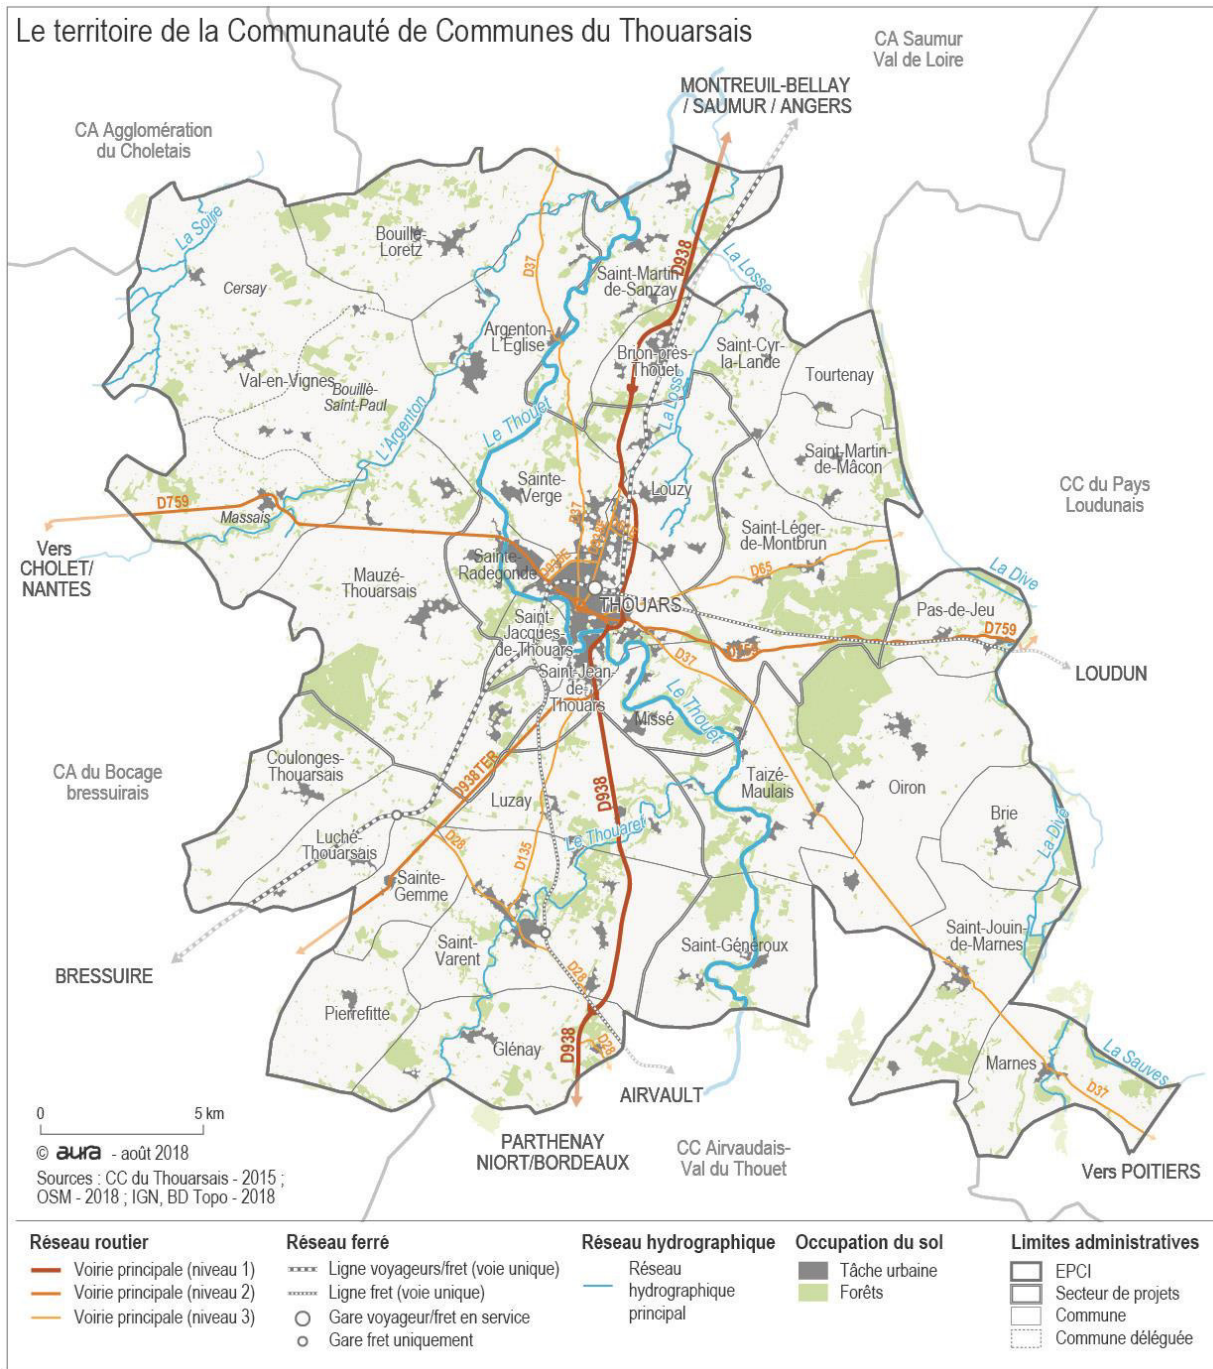 Le territoire de la Communauté de Communes du Thouarsais
CA Saumur
Val de Loire
MONTREUIL-BELLAY
/ SAUMUR / ANGERS
CA Agglomération
du Choletais
La Soire
Bouillé-
Loretz
D37
D938
La Losse
Saint-Martin-
de-Sanzay
Cersay
Argenton-
L'Église
Brion-près-
Thouet
Saint-Cyr-
la-Lande
Tourtenay
Val-en-Vignes
Bouillé-
Saint-Paul
L'Argenton
Le Thouet
La Losse
Saint-Martin-
de-Mâcon
CC du Pays
Loudunais
Sainte-
Verge
Louzy
D759
Massais
D37
Saint-Léger-
de-Montbrun
Vers
CHOLET/
NANTES
Sainte-
Radegonde
D65
La Dive
Mauzé-
Thouarsais
THOUARS
Pas-de-Jeu
D759
Saint-
Jacques-
de-Thouars
D759
D37
LOUDUN
Saint-Jean-
de-
Thouars
Missé
Le Thouet
CA du Bocage
bressuirais
Coulonges-
Thouarsais
D938TER
D938
Taizé-
Maulais
Oiron
Luzay
Brie
La Dive
Luché-
Thouarsais
D28
D135
Le Thouaret
Sainte-
Gemme
Saint-
Varent
Saint-Généroux
Saint-Jouin-
de-Marnes
BRESSUIRE
D28
Pierrefitte
Glénay
D938
D28
Marnes
La Sauves
D37
AIRVAULT
0 5 km
PARTHENAY
NIORT/BORDEAUX
CC Airvaudais-
Val du Thouet
Vers POITIERS
© aura - août 2018
Sources : CC du Thouarsais - 2015 ;
OSM - 2018 ; IGN, BD Topo - 2018
Réseau routier
Voirie principale (niveau 1)
Voirie principale (niveau 2)
Voirie principale (niveau 3)
Réseau ferré
Ligne voyageurs/fret (voie unique)
Ligne fret (voie unique)
Gare voyageur/fret en service
Gare fret uniquement
Réseau hydrographique
Réseau
hydrographique
principal
Occupation du sol
Tâche urbaine
Forêts
Limites administratives
EPCI
Secteur de projets
Commune
Commune déléguée